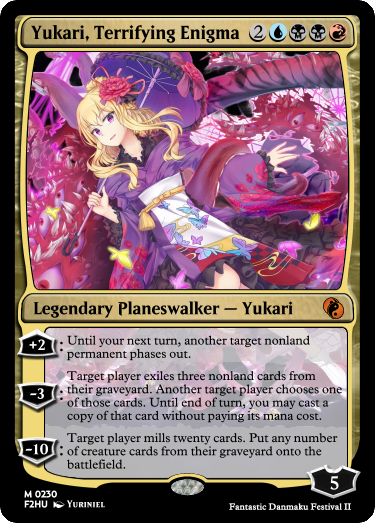 Yukari, Terrifying Enigma 2
Legendary Planeswalker — Yukari
+2: Until your next turn, another target nonland
permanent phases out.
-3: Target player exiles three nonland cards from
their graveyard. Another target player chooses one
of those cards. Until end of turn, you may cast a
copy of that card without paying its mana cost.
-10: Target player mills twenty cards. Put any number
of creature cards from their graveyard onto the
battlefield.
5
M 0230
F2HU YURINIEL
Fantastic Danmaku Festival II